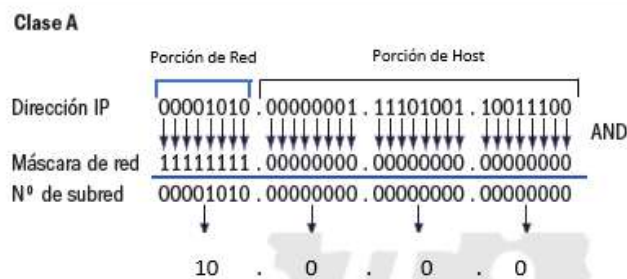 Clase A
Porción de Red Porción de Host
Dirección IP 00001010 . 00000001 . 11101001 . 10011100
AND
Máscara de red 11111111 . 00000000 . 00000000 . 00000000
Nº de subred 00001010 . 00000000 . 00000000 . 00000000
10 . 0 . 0 . 0